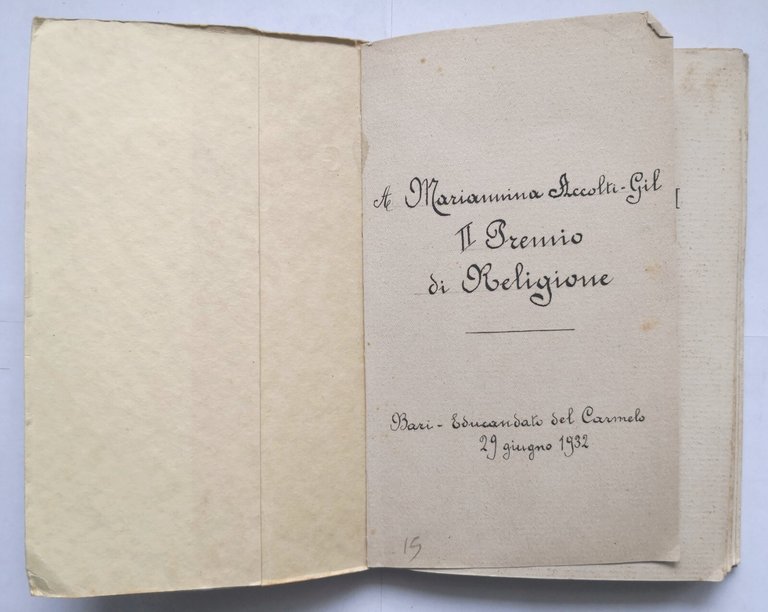 A Mariannina Accolti-Gil
II Premio
di Religione
Bari - Educandato del Carmelo
29 giugno 1932
15